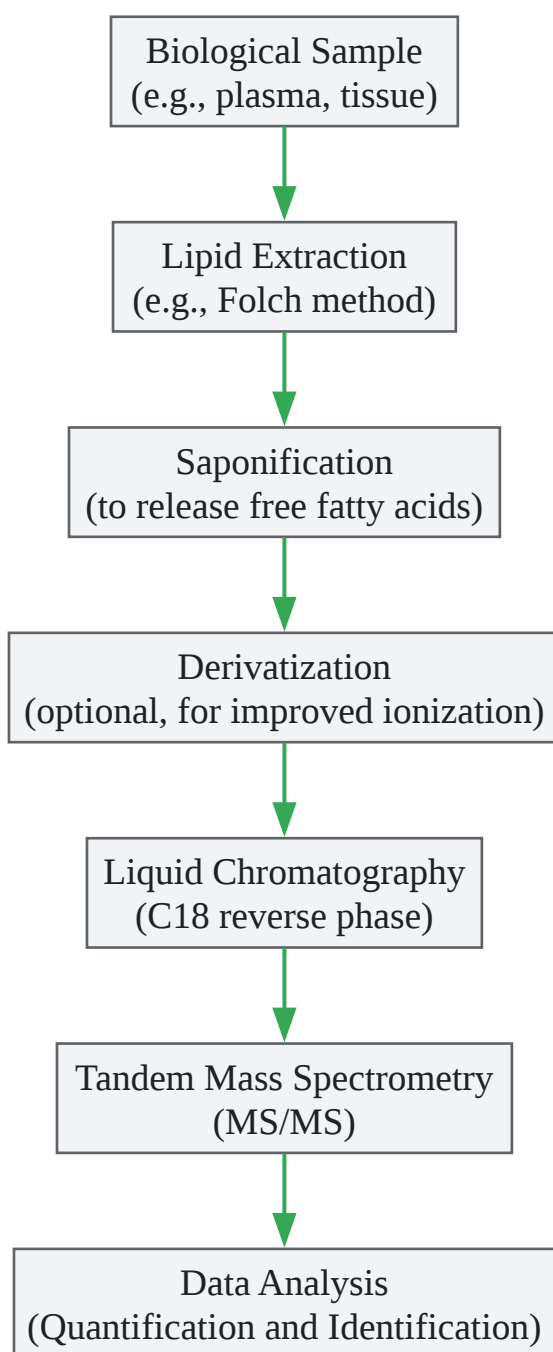 Biological Sample
(e.g., plasma, tissue)
Lipid Extraction
(e.g., Folch method)
Saponification
(to release free fatty acids)
Derivatization
(optional, for improved ionization)
Liquid Chromatography
(C18 reverse phase)
Tandem Mass Spectrometry
(MS/MS)
Data Analysis
(Quantification and Identification)